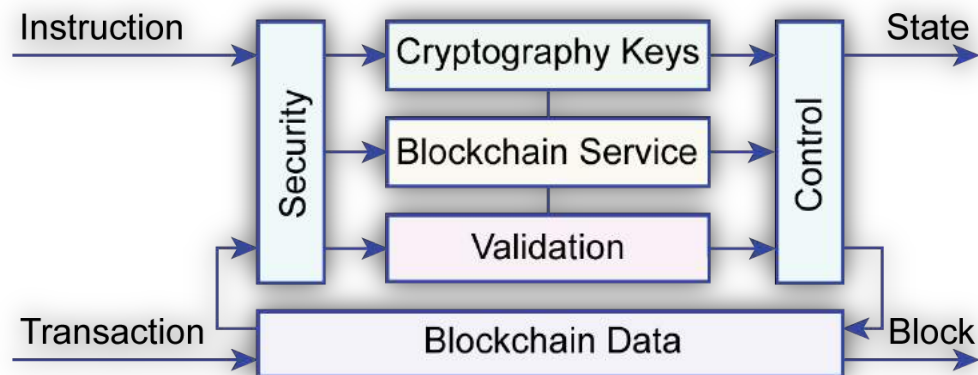 Instruction
State
Cryptography Keys
Security
Blockchain Service
Control
Validation
Transaction
Blockchain Data
Block